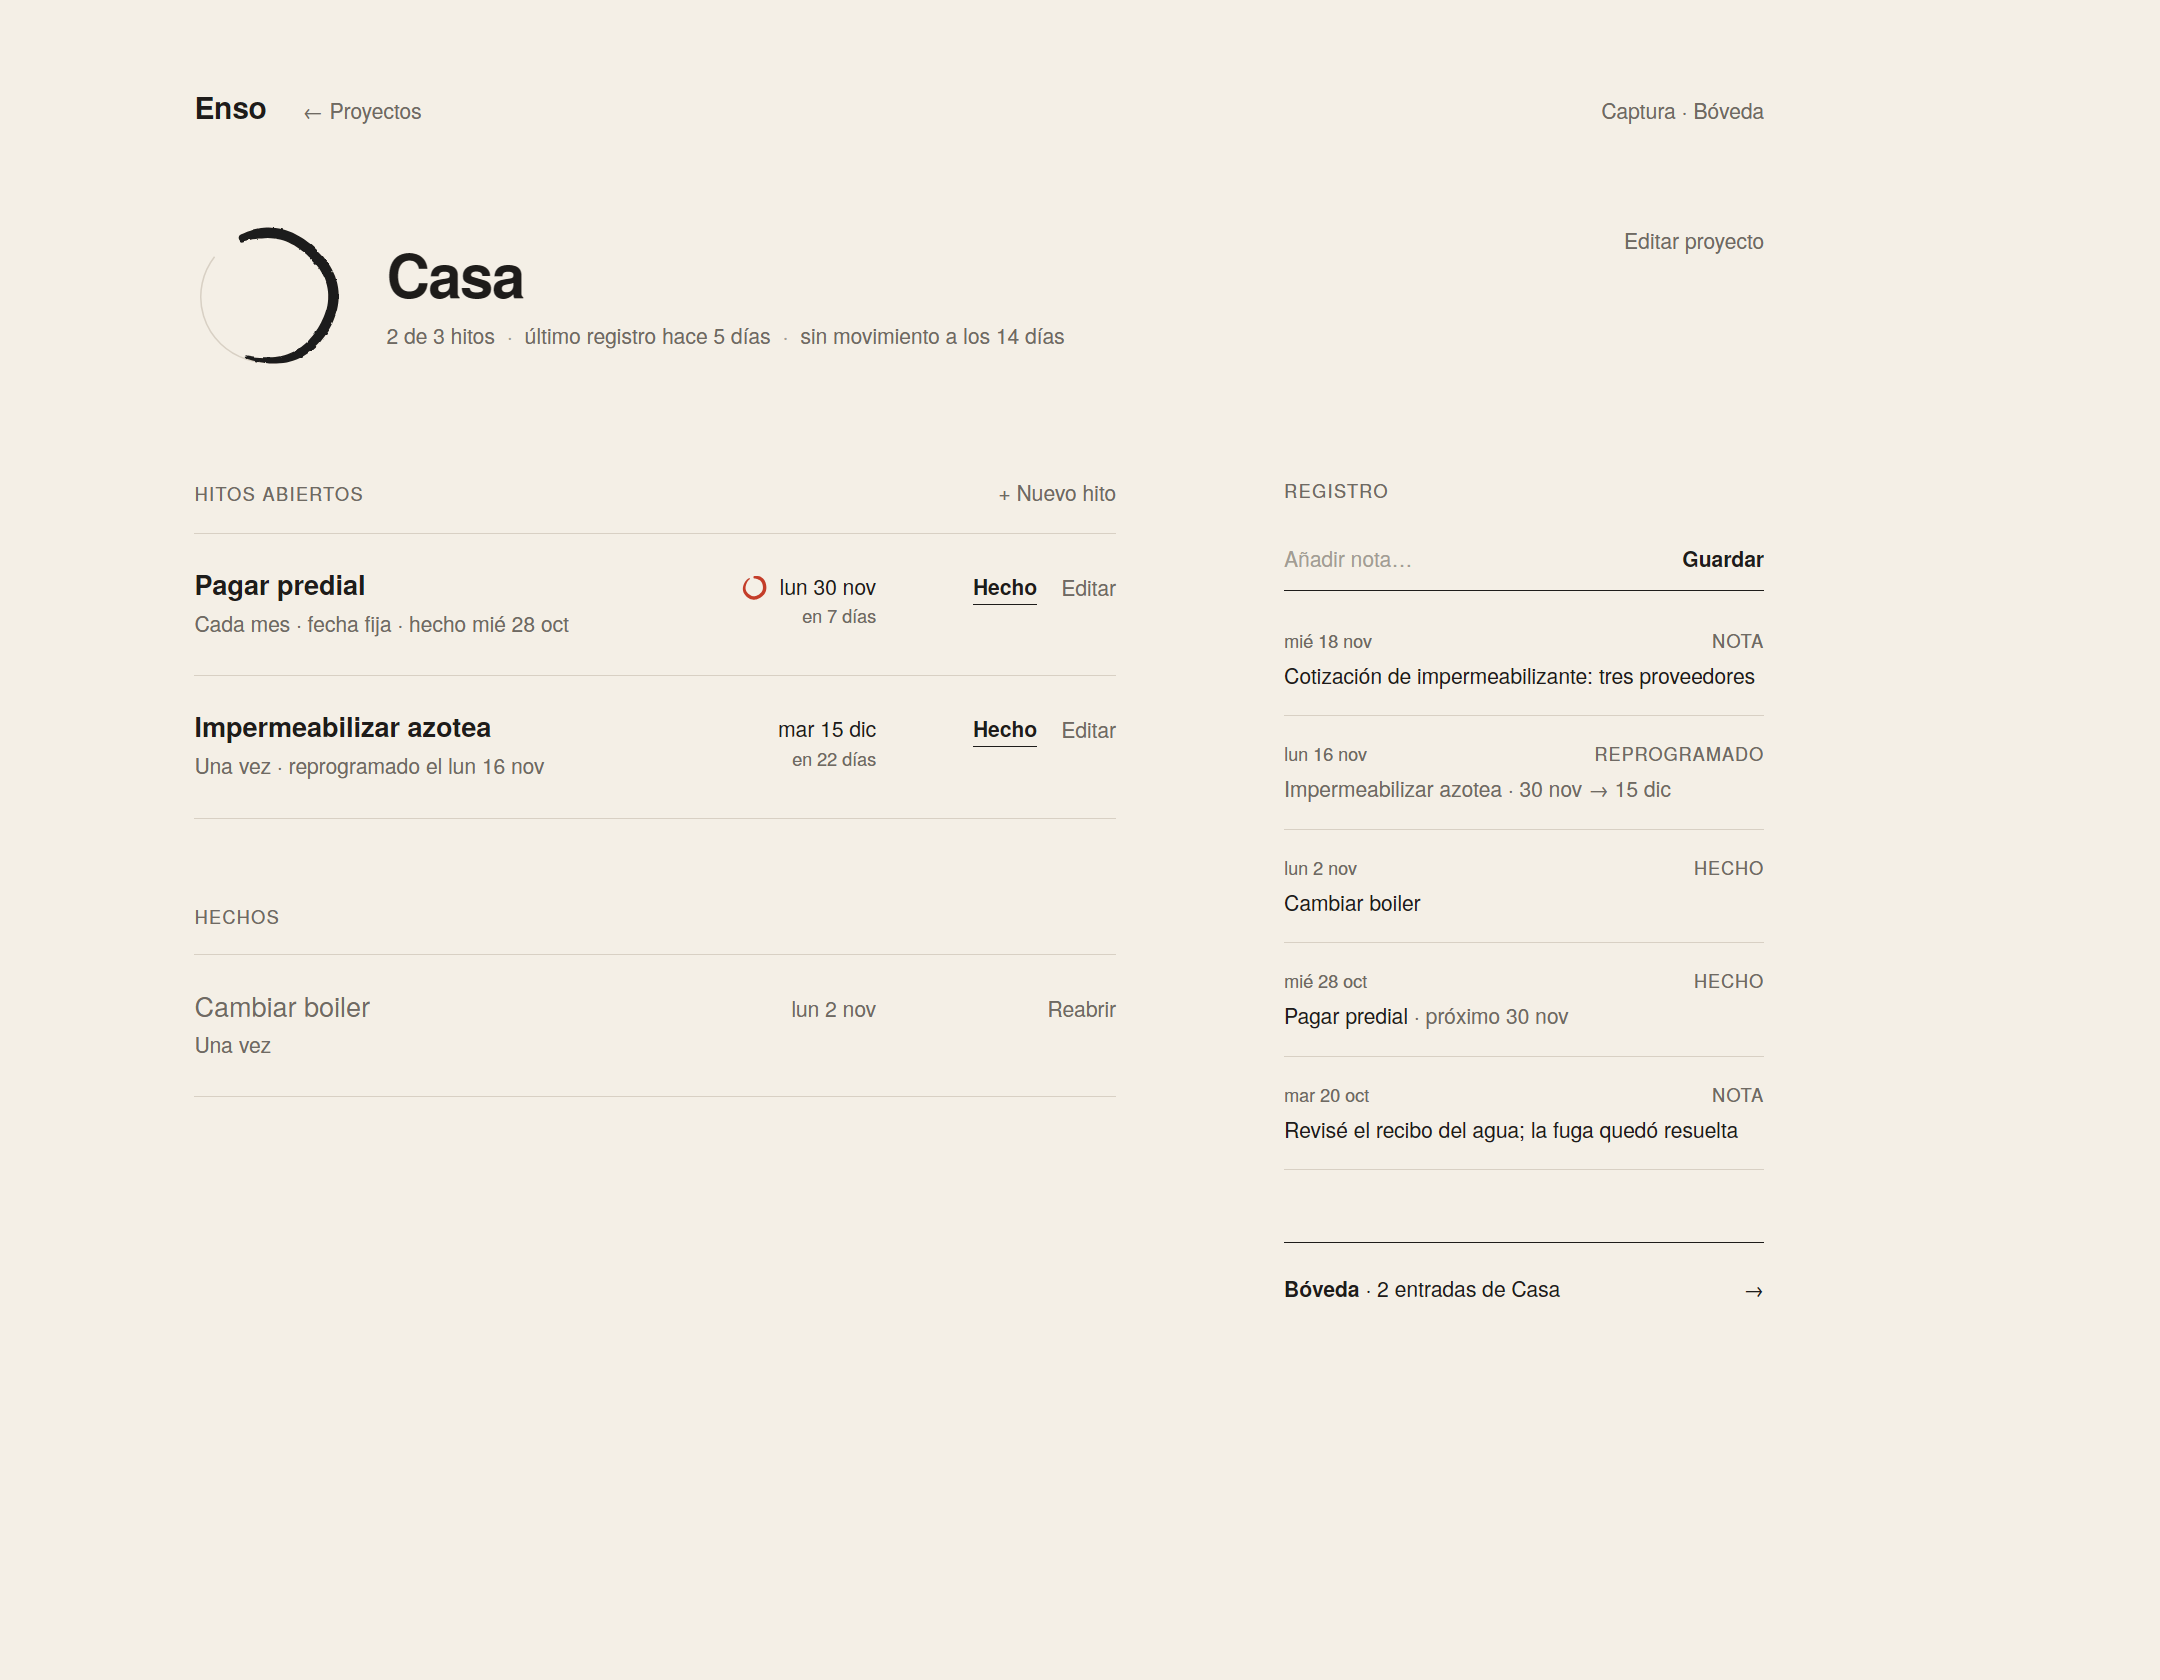 Enso ← Proyectos Captura · Bóveda
Editar proyecto
Casa
2 de 3 hitos · último registro hace 5 días · sin movimiento a los 14 días
HITOS ABIERTOS + Nuevo hito
Pagar predial lun 30 nov Hecho Editar
Cada mes · fecha fija · hecho mié 28 oct en 7 días
Impermeabilizar azotea mar 15 dic Hecho Editar
Una vez · reprogramado el lun 16 nov en 22 días
HECHOS
Cambiar boiler lun 2 nov Reabrir
Una vez
REGISTRO
Añadir nota… Guardar
mié 18 nov NOTA
Cotización de impermeabilizante: tres proveedores
lun 16 nov REPROGRAMADO
Impermeabilizar azotea · 30 nov → 15 dic
lun 2 nov HECHO
Cambiar boiler
mié 28 oct HECHO
Pagar predial · próximo 30 nov
mar 20 oct NOTA
Revisé el recibo del agua; la fuga quedó resuelta
Bóveda · 2 entradas de Casa →